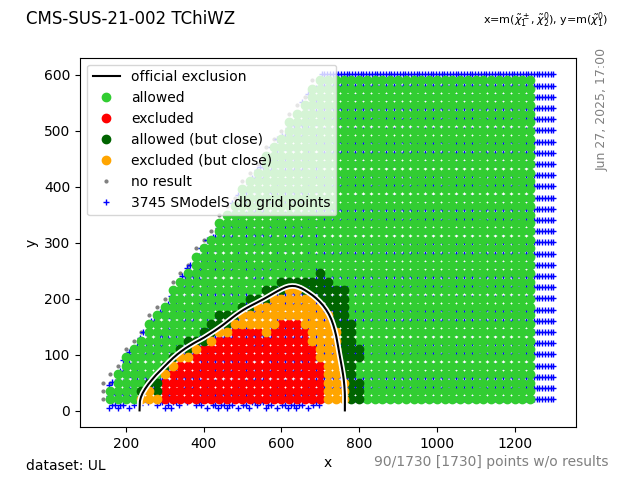 CMS-SUS-21-002 TChiWZ
x=m(χ̃₁±, χ̃₂⁰), y=m(χ̃₁⁰)
official exclusion
allowed
excluded
allowed (but close)
excluded (but close)
no result
3745 SModelS db grid points
Jun 27, 2025, 17:00
y
600
500
400
300
200
100
0
200 400 600 800 1000 1200
x
dataset: UL
90/1730 [1730] points w/o results